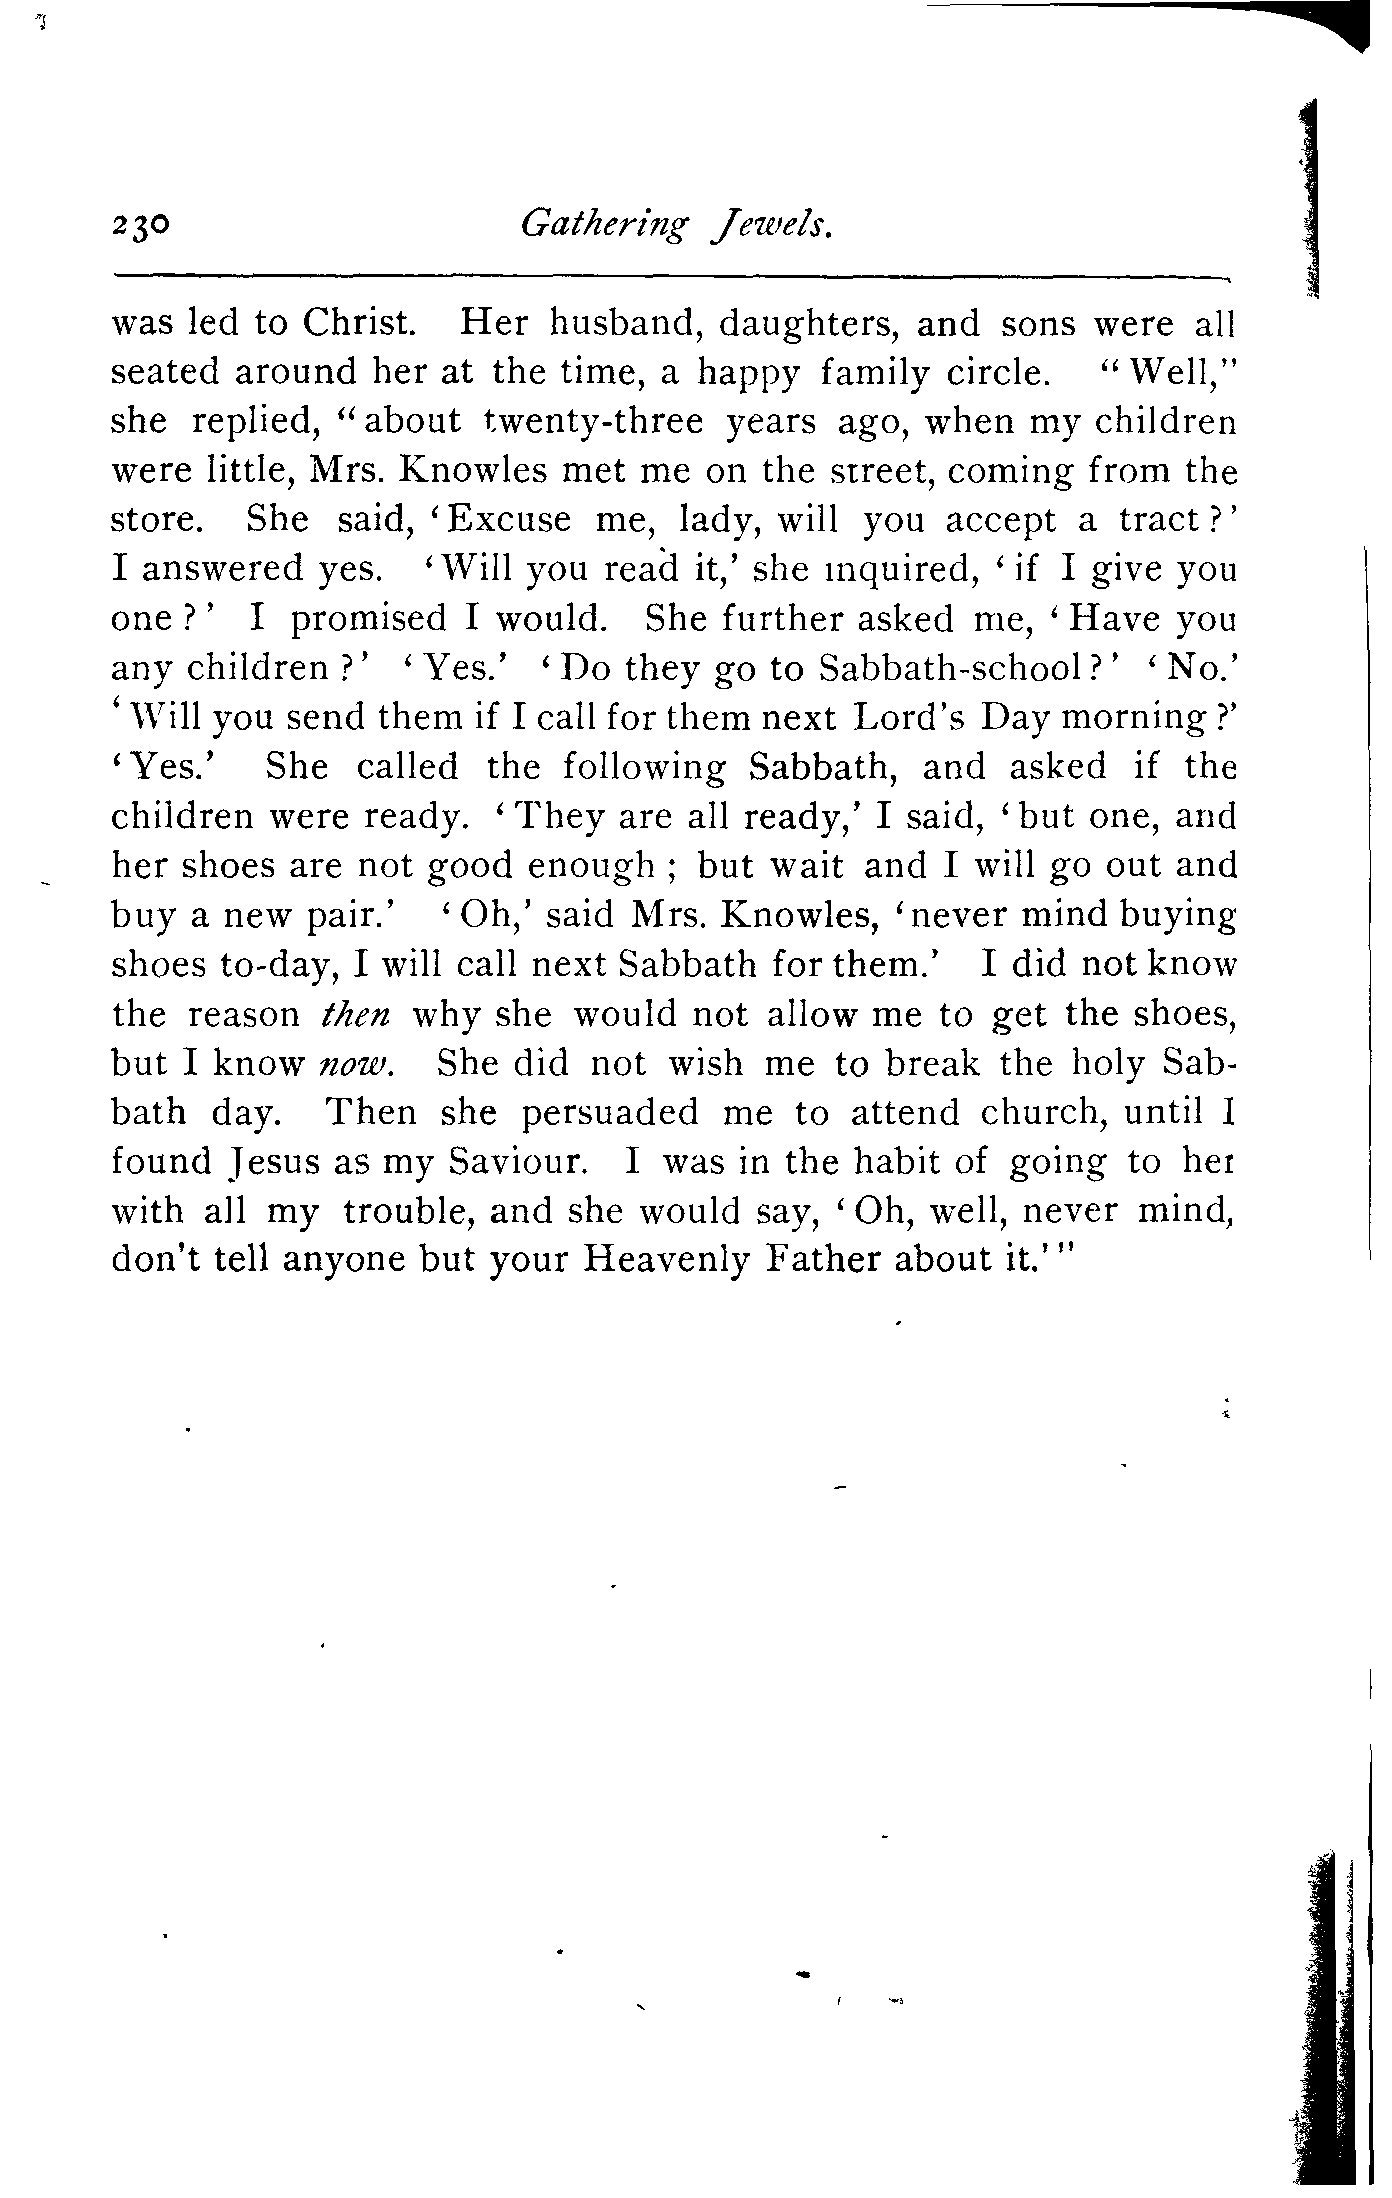 230 Gathering Jewels.
was led to Christ. Her husband, daughters, and sons were all
seated around her at the time, a happy family circle. “Well,”
she replied, “about twenty-three years ago, when my children
were little, Mrs. Knowles met me on the street, coming from the
store. She said, ‘Excuse me, lady, will you accept a tract?’
I answered yes. ‘Will you read it,’ she inquired, ‘if I give you
one?’ I promised I would. She further asked me, ‘Have you
any children?’ ‘Yes.’ ‘Do they go to Sabbath-school?’ ‘No.’
‘Will you send them if I call for them next Lord's Day morning?’
‘Yes.’ She called the following Sabbath, and asked if the
children were ready. ‘They are all ready,’ I said, ‘but one, and
her shoes are not good enough; but wait and I will go out and
buy a new pair.’ ‘Oh,’ said Mrs. Knowles, ‘never mind buying
shoes to-day, I will call next Sabbath for them.’ I did not know
the reason then why she would not allow me to get the shoes,
but I know now. She did not wish me to break the holy Sab-
bath day. Then she persuaded me to attend church, until I
found Jesus as my Saviour. I was in the habit of going to her
with all my trouble, and she would say, ‘Oh, well, never mind,
don't tell anyone but your Heavenly Father about it.’”